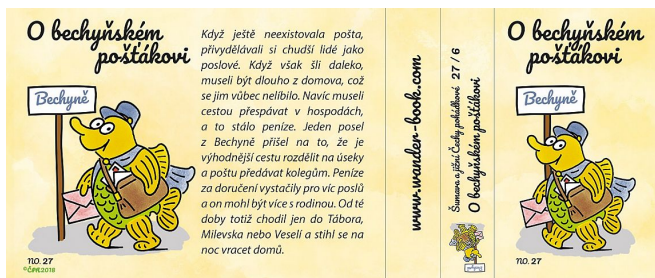 O bechyňském
pošťákovi
Bechyně
no. 27
©ČPVL2018
Když ještě neexistovala pošta,
přivydělávali si chudší lidé jako
poslové. Když však šli daleko,
museli být dlouho z domova, což
se jim vůbec nelíbilo. Navíc museli
cestou přespávat v hospodách,
a to stálo peníze. Jeden posel
z Bechyně přišel na to, že je
výhodnější cestu rozdělit na úseky
a poštu předávat kolegům. Peníze
za doručení vystačily pro víc poslů
a on mohl být více s rodinou. Od té
doby totiž chodil jen do Tábora,
Milevska nebo Veselí a stihl se na
noc vracet domů.
www.wander-book.com
Šumava a jižní Čechy pohádkové 27 / 6
O bechyňském pošťákovi
Bechyně
O bechyňském
pošťákovi
Bechyně
no. 27